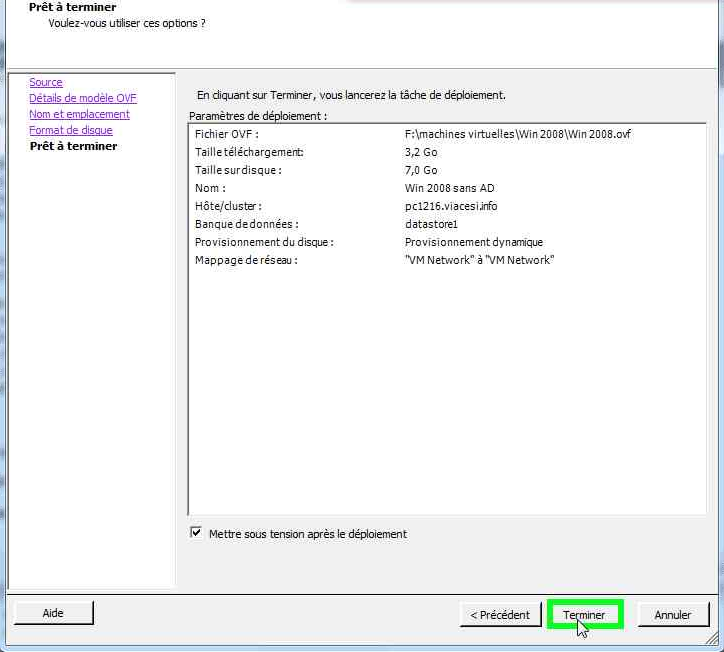 Prêt à terminer
Voulez-vous utiliser ces options ?
Source
Détails de modèle OVF
Nom et emplacement
Format de disque
Prêt à terminer
En cliquant sur Terminer, vous lancerez la tâche de déploiement.
Paramètres de déploiement :
Fichier OVF : F:\machines virtuelles\Win 2008\Win 2008.ovf
Taille téléchargement: 3,2 Go
Taille sur disque : 7,0 Go
Nom : Win 2008 sans AD
Hôte/cluster : pc1216.viacesi.info
Banque de données : datastore1
Provisionnement du disque : Provisionnement dynamique
Mappage de réseau : "VM Network" à "VM Network"
Mettre sous tension après le déploiement
Aide
< Précédent
Terminer
Annuler